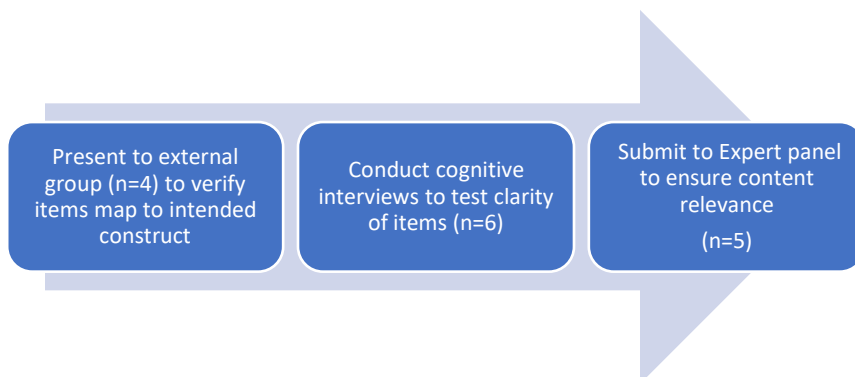 Present to external
group (n=4) to verify
items map to intended
construct
Conduct cognitive
interviews to test clarity
of items (n=6)
Submit to Expert panel
to ensure content
relevance
(n=5)